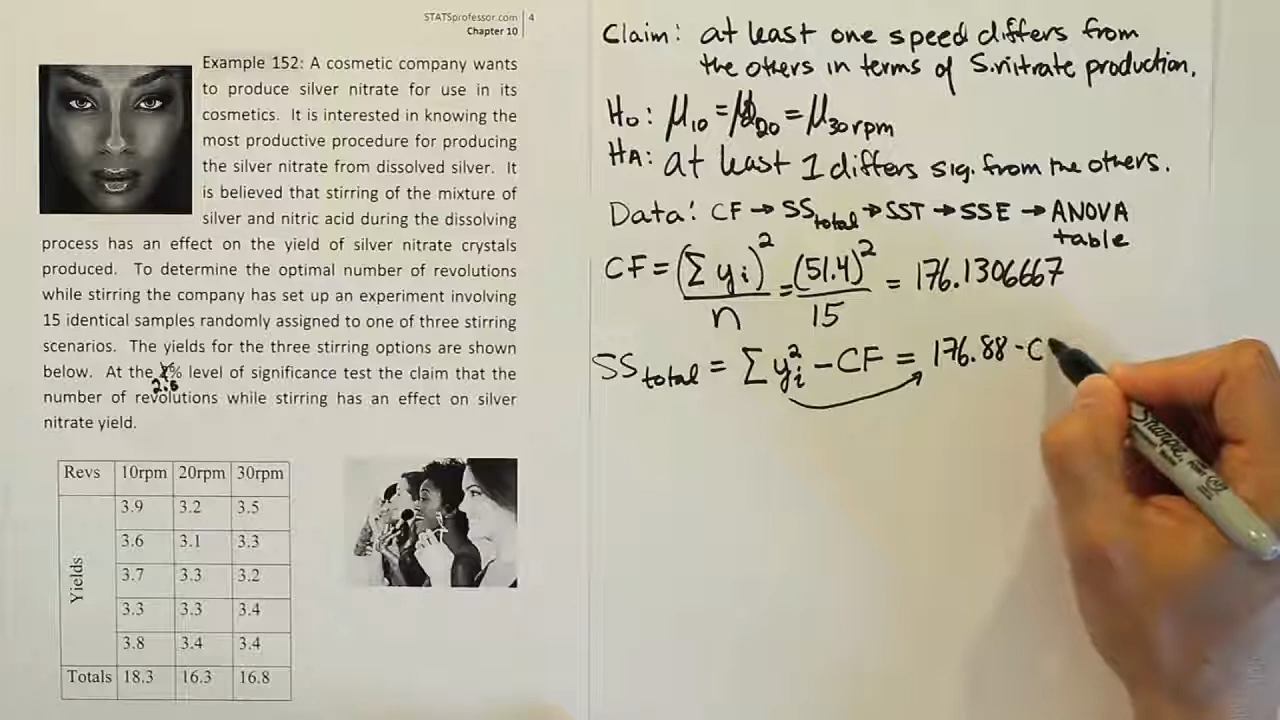 STATSprofessor.com | 4
Chapter 10
Example 152: A cosmetic company wants
to produce silver nitrate for use in its
cosmetics. It is interested in knowing the
most productive procedure for producing
the silver nitrate from dissolved silver. It
is believed that stirring of the mixture of
silver and nitric acid during the dissolving
process has an effect on the yield of silver nitrate crystals
produced. To determine the optimal number of revolutions
while stirring the company has set up an experiment involving
15 identical samples randomly assigned to one of three stirring
scenarios. The yields for the three stirring options are shown
below. At the % level of significance test the claim that the
2.5
number of revolutions while stirring has an effect on silver
nitrate yield.
Revs 10rpm 20rpm 30rpm
Yields
3.9 3.2 3.5
3.6 3.1 3.3
3.7 3.3 3.2
3.3 3.3 3.4
3.8 3.4 3.4
Totals 18.3 16.3 16.8
Claim: at least one speed differs from
the others in terms of S.nitrate production.
Ho: μ10 = μ20 = μ30rpm
HA: at least 1 differs sig. from the others.
Data: CF → SStotal → SST → SSE → ANOVA
table
CF = (Σ yi)² / n = (51.4)² / 15 = 176.1306667
SStotal = Σ yi² − CF = 176.88 - C
Sharpie